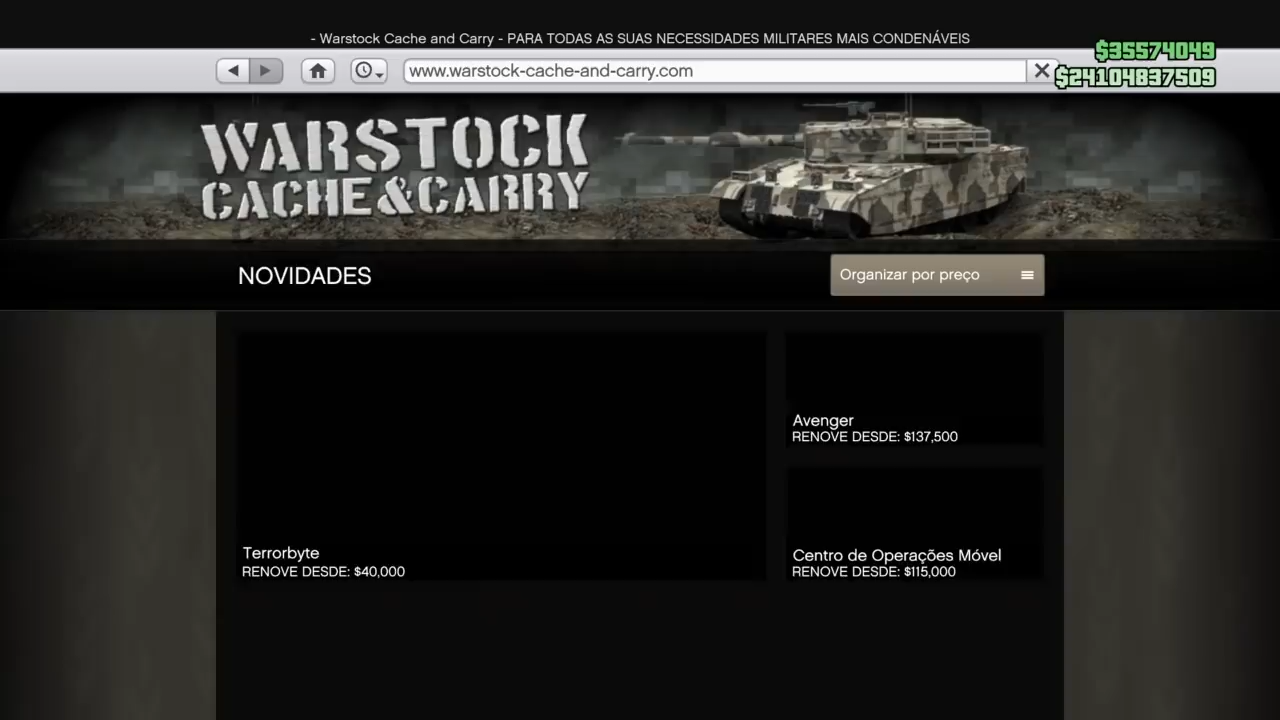 - Warstock Cache and Carry - PARA TODAS AS SUAS NECESSIDADES MILITARES MAIS CONDENÁVEIS
$35574049
www.warstock-cache-and-carry.com
$24104837509
WARSTOCK
CACHE&CARRY
NOVIDADES
Organizar por preço
Avenger
RENOVE DESDE: $137,500
Terrorbyte
RENOVE DESDE: $40,000
Centro de Operações Móvel
RENOVE DESDE: $115,000